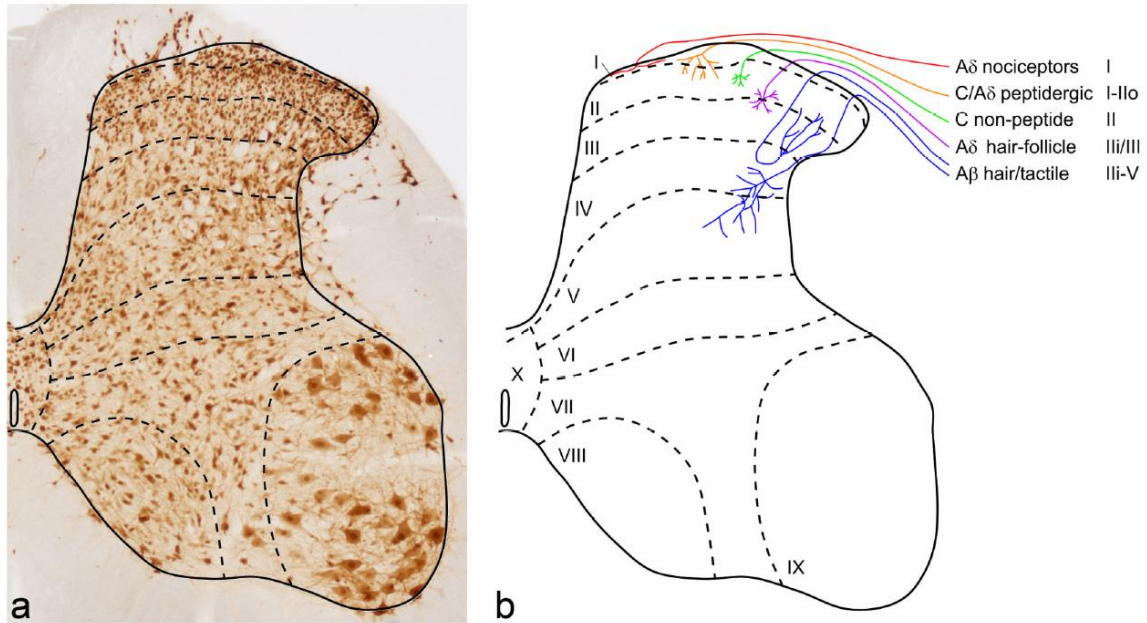 I
II
III
IV
V
VI
X
VII
VIII
IX
Aδ nociceptors I
C/Aδ peptidergic I-IIo
C non-peptide II
Aδ hair-follicle IIi/III
Aβ hair/tactile IIi-V
a
b